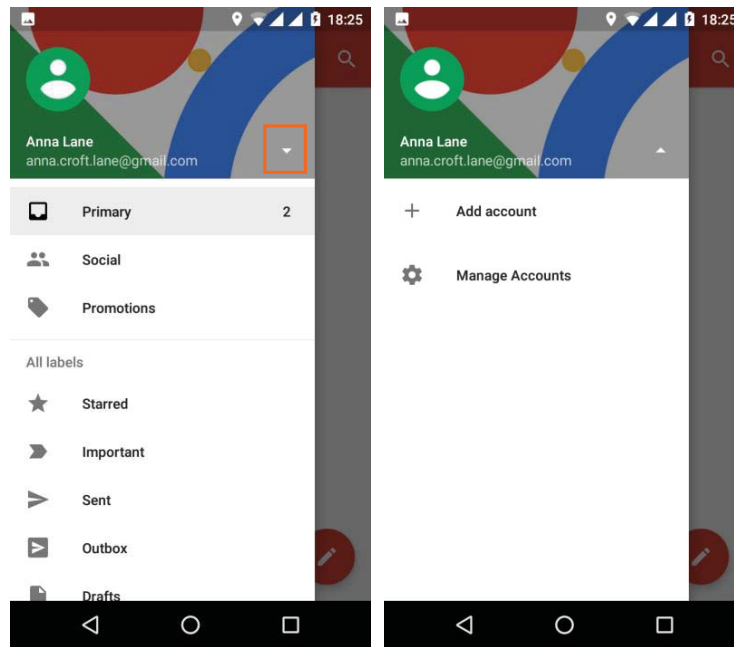 18:25
Anna Lane
anna.croft.lane@gmail.com
Primary 2
Social
Promotions
All labels
Starred
Important
Sent
Outbox
Drafts
18:25
Anna Lane
anna.croft.lane@gmail.com
Add account
Manage Accounts